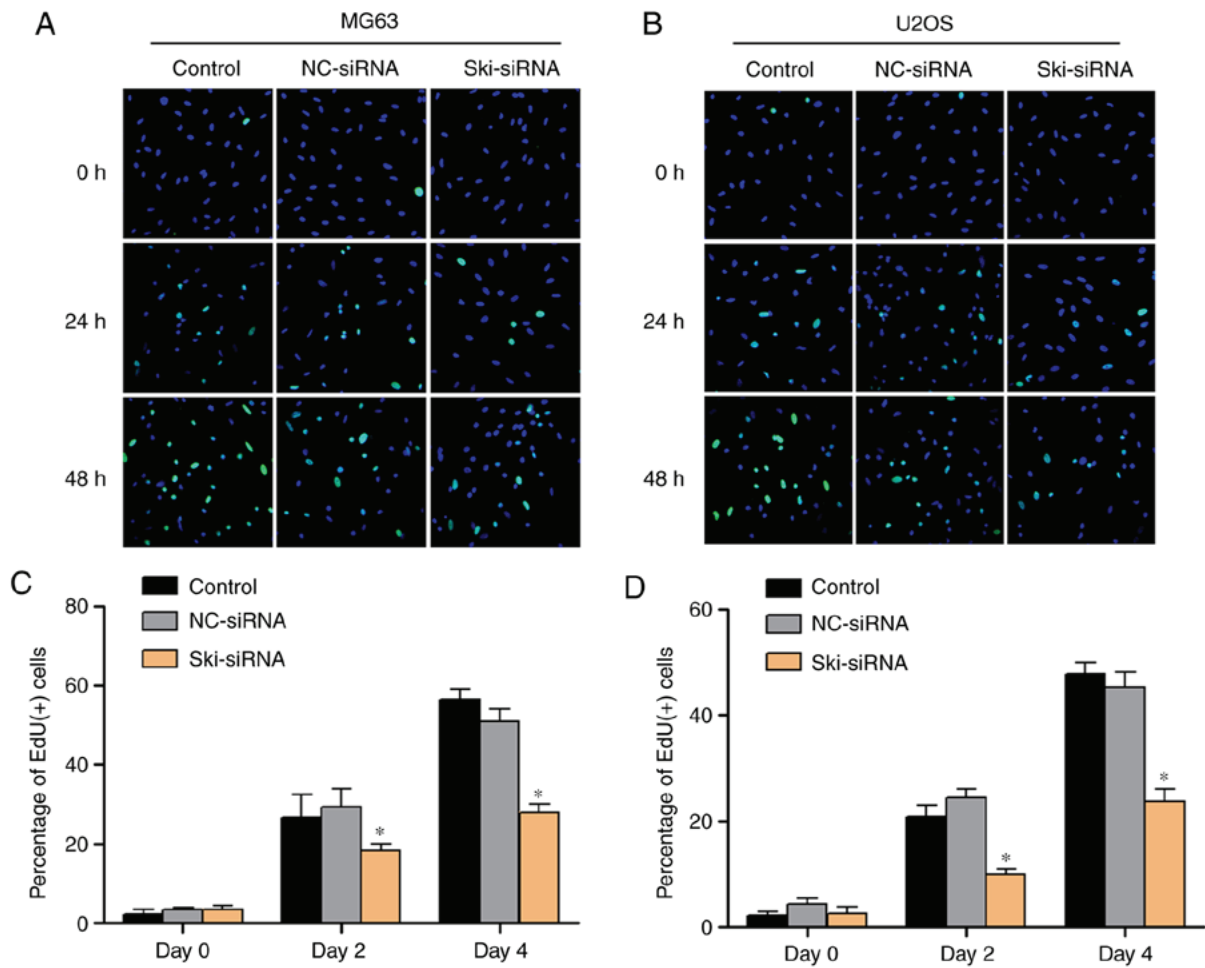 A
MG63
Control NC-siRNA Ski-siRNA
0 h
24 h
48 h
B
U2OS
Control NC-siRNA Ski-siRNA
0 h
24 h
48 h
C
Control
NC-siRNA
Ski-siRNA
Percentage of EdU(+) cells
80
60
40
20
0
*
*
Day 0 Day 2 Day 4
D
Control
NC-siRNA
Ski-siRNA
Percentage of EdU(+) cells
60
40
20
0
*
*
Day 0 Day 2 Day 4